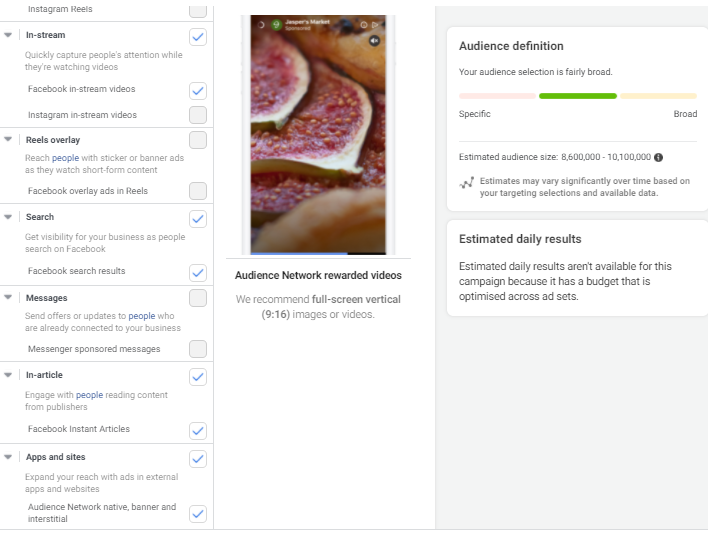 Instagram Reels
In-stream
Quickly capture people's attention while
they're watching videos
Facebook in-stream videos
Instagram in-stream videos
Reels overlay
Reach people with sticker or banner ads
as they watch short-form content
Facebook overlay ads in Reels
Search
Get visibility for your business as people
search on Facebook
Facebook search results
Messages
Send offers or updates to people who
are already connected to your business
Messenger sponsored messages
In-article
Engage with people reading content
from publishers
Facebook Instant Articles
Apps and sites
Expand your reach with ads in external
apps and websites
Audience Network native, banner and
interstitial
Jasper's Market
Sponsored
Audience Network rewarded videos
We recommend full-screen vertical
(9:16) images or videos.
Audience definition
Your audience selection is fairly broad.
Specific
Broad
Estimated audience size: 8,600,000 - 10,100,000
Estimates may vary significantly over time based on
your targeting selections and available data.
Estimated daily results
Estimated daily results aren't available for this
campaign because it has a budget that is
optimised across ad sets.